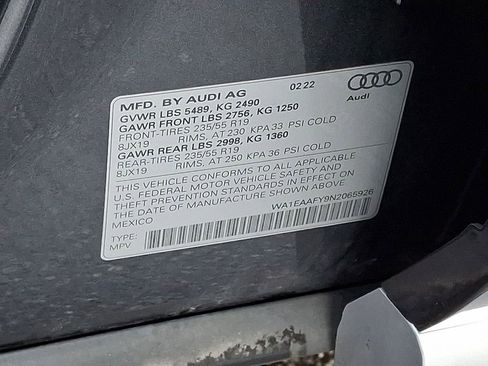 MFD. BY AUDI AG 02.22
GVWR LBS 5489, KG 2490
GAWR FRONT LBS 2756, KG 1250
FRONT-TIRES 235/55 R19
8JX19 RIMS, AT 230 KPA 33 PSI COLD
GAWR REAR LBS 2998, KG 1360
REAR-TIRES 235/55 R19
8JX19 RIMS, AT 250 KPA 36 PSI COLD
THIS VEHICLE CONFORMS TO ALL APPLICABLE
U.S. FEDERAL MOTOR VEHICLE SAFETY AND
THEFT PREVENTION STANDARDS IN EFFECT ON
THE DATE OF MANUFACTURE SHOWN ABOVE.
MEXICO
WA1EAAFY9N2065926
TYPE:
MPV
Audi